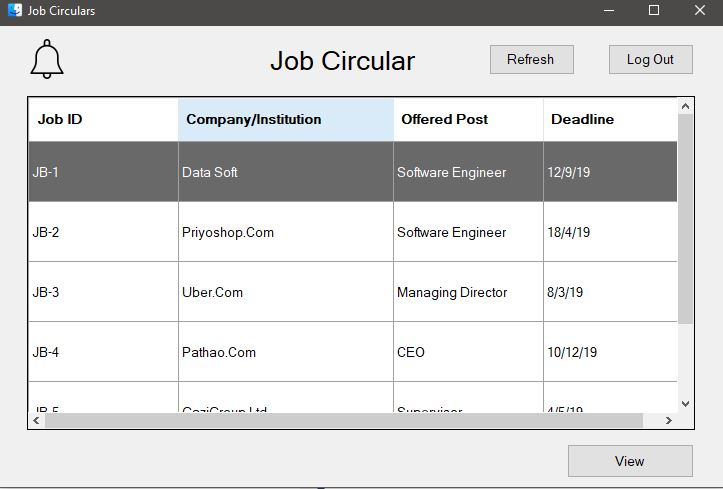 Job Circulars
Job Circular
Refresh
Log Out
Job ID Company/Institution Offered Post Deadline
JB-1 Data Soft Software Engineer 12/9/19
JB-2 Priyoshop.Com Software Engineer 18/4/19
JB-3 Uber.Com Managing Director 8/3/19
JB-4 Pathao.Com CEO 10/12/19
JB-5 GaziGroup.Ltd Supervisor 4/5/19
View